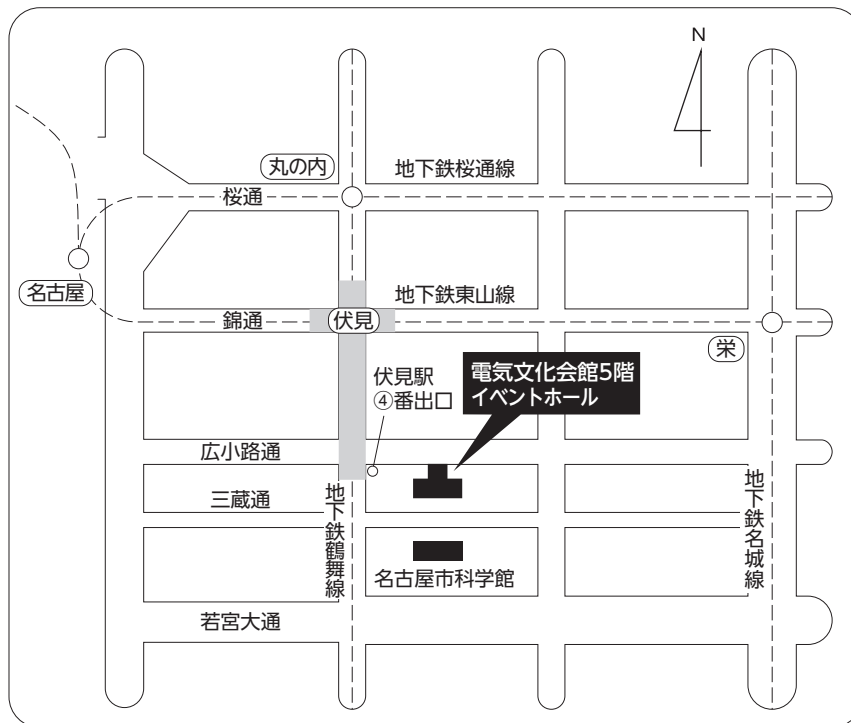 N
丸の内
地下鉄桜通線
桜通
名古屋
地下鉄東山線
錦通
伏見
栄
伏見駅
④番出口
電気文化会館5階
イベントホール
広小路通
三蔵通
地下鉄鶴舞線
地下鉄名城線
名古屋市科学館
若宮大通